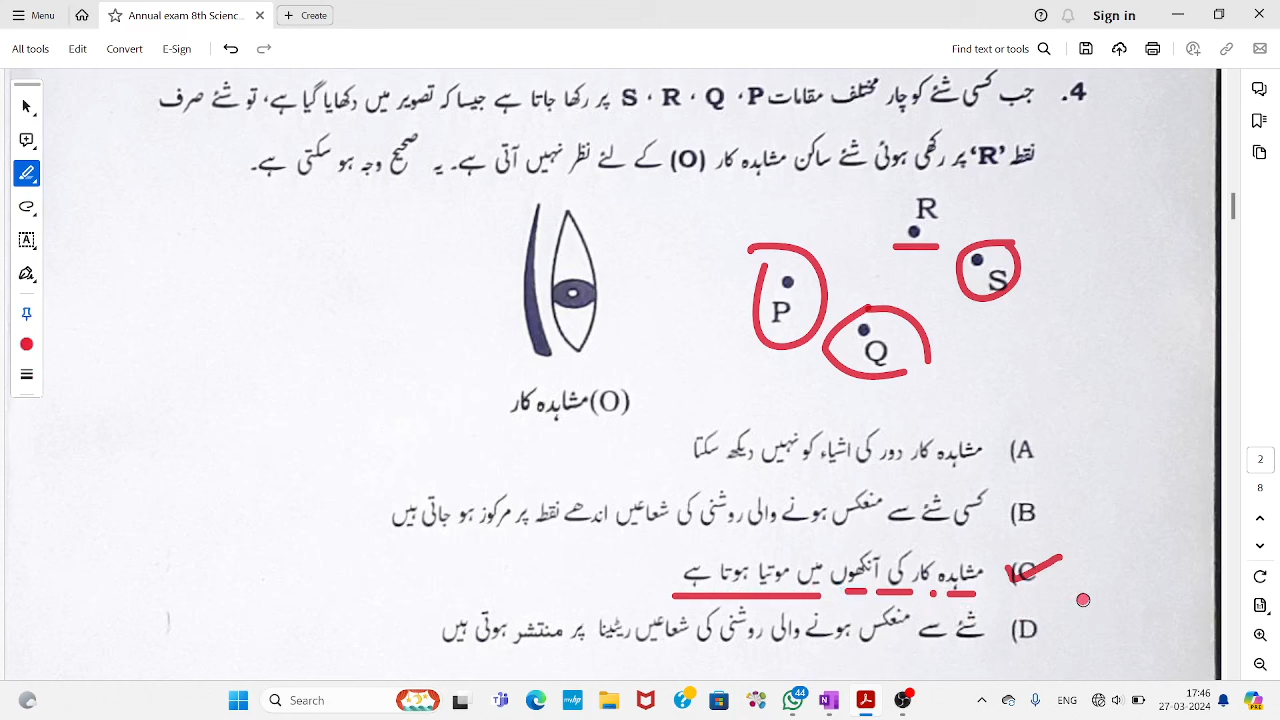 Menu
Annual exam 8th Scienc...
Create
Sign in
All tools
Edit
Convert
E-Sign
Find text or tools
4. جب کسی شئے کو چار مختلف مقامات P، Q، R، S پر رکھا جاتا ہے جیسا کہ تصویر میں دکھایا گیا ہے، تو شئے صرف
نقط 'R' پر رکھی ہوئی شئے ساکن مشاہدہ کار (O) کے لئے نظر نہیں آتی ہے۔ یہ صحیح وجہ ہو سکتی ہے۔
R
S
P
Q
مشاہدہ کار(O)
(A مشاہدہ کار دور کی اشیاء کو نہیں دیکھ سکتا
(B کسی شئے سے منعکس ہونے والی روشنی کی شعاعیں اندھے نقطہ پر مرکوز ہو جاتی ہیں
(C مشاہدہ کار کی آنکھوں میں موتیا ہوتا ہے
(D شئے سے منعکس ہونے والی روشنی کی شعاعیں ریٹینا پر منتشر ہوتی ہیں
2
8
Search
44
ENG
17:46
27-03-2024